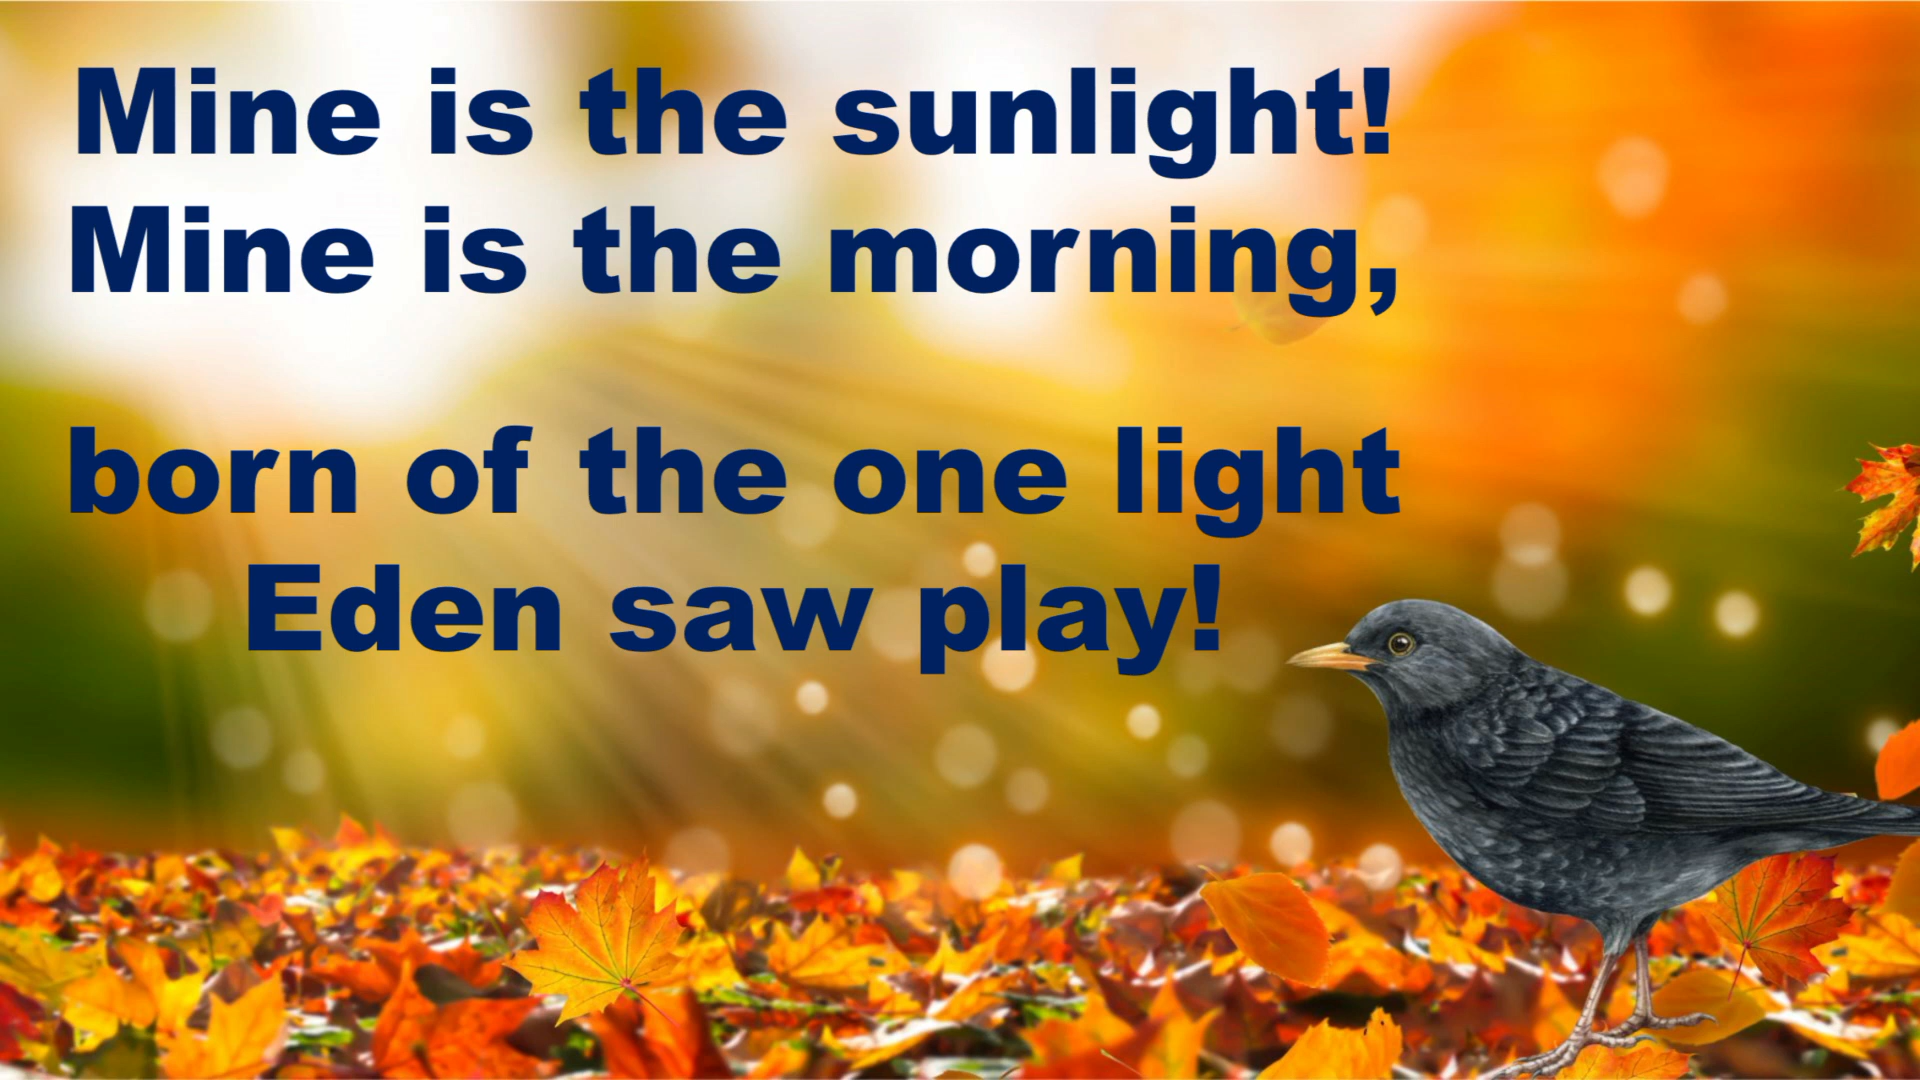 Mine is the sunlight!
Mine is the morning,
born of the one light
Eden saw play!